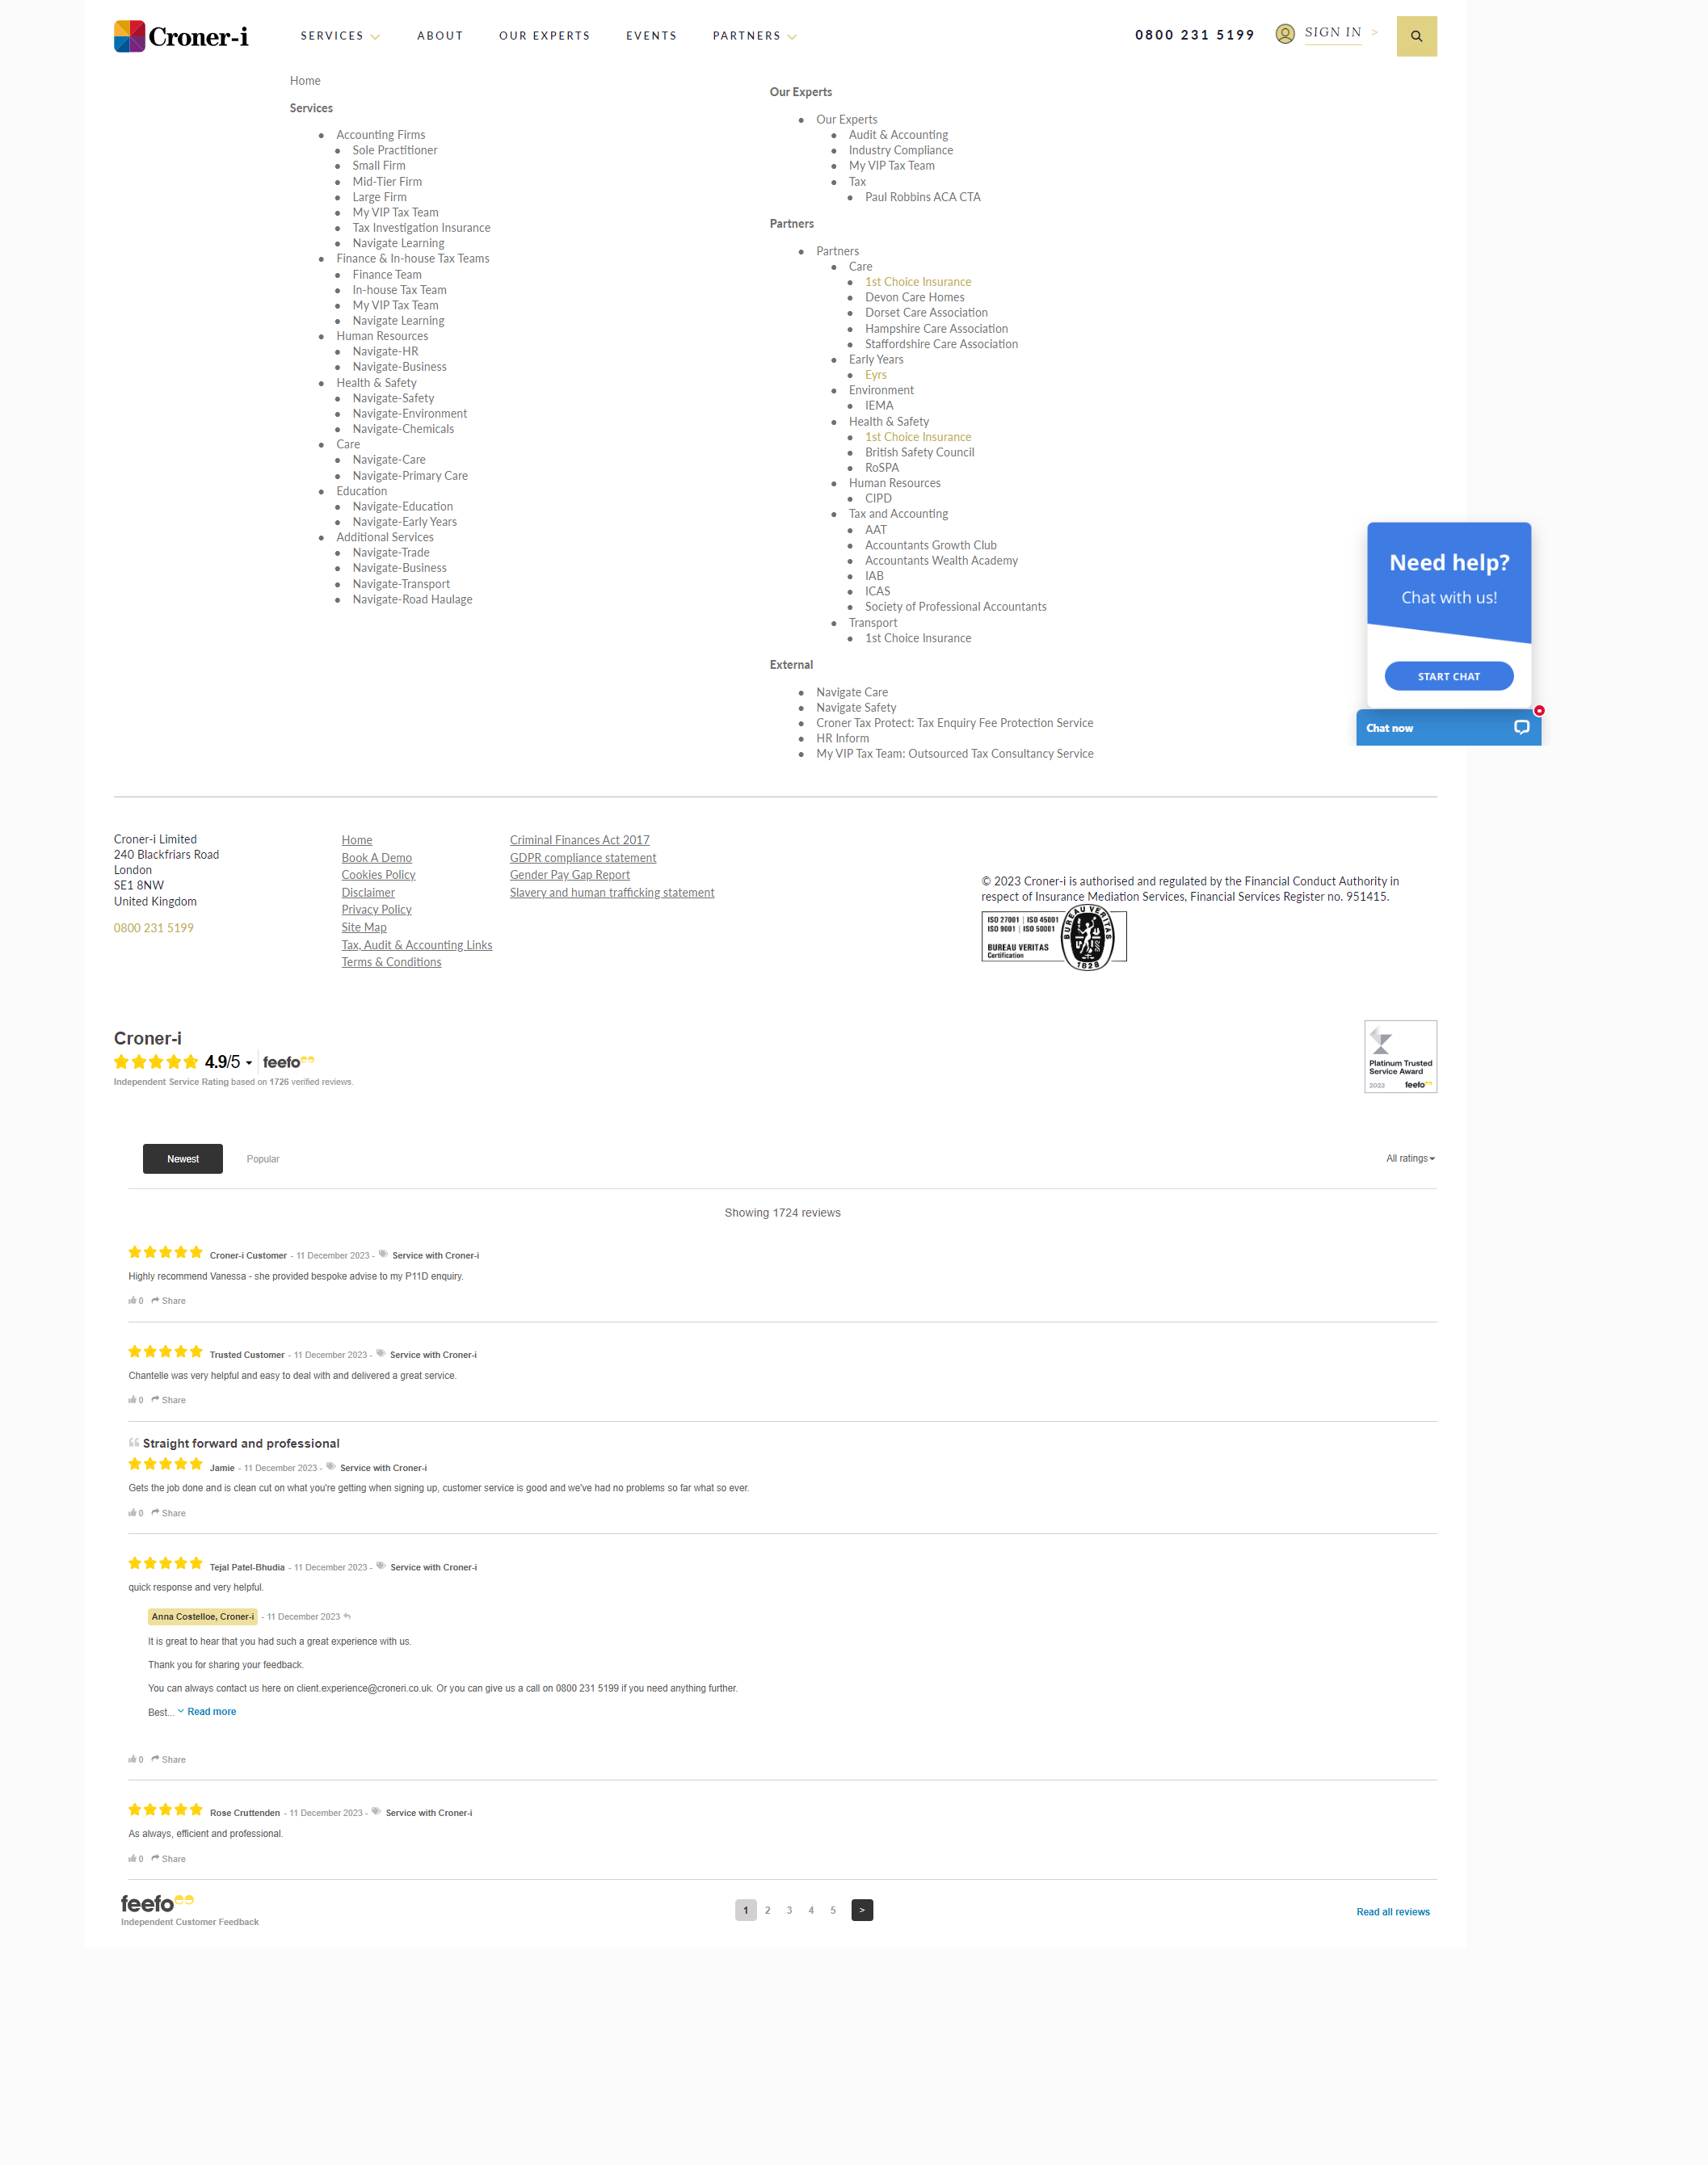 Croner-i
SERVICES
ABOUT
OUR EXPERTS
EVENTS
PARTNERS
0800 231 5199
SIGN IN >
Home
Services
Accounting Firms
Sole Practitioner
Small Firm
Mid-Tier Firm
Large Firm
My VIP Tax Team
Tax Investigation Insurance
Navigate Learning
Finance & In-house Tax Teams
Finance Team
In-house Tax Team
My VIP Tax Team
Navigate Learning
Human Resources
Navigate-HR
Navigate-Business
Health & Safety
Navigate-Safety
Navigate-Environment
Navigate-Chemicals
Care
Navigate-Care
Navigate-Primary Care
Education
Navigate-Education
Navigate-Early Years
Additional Services
Navigate-Trade
Navigate-Business
Navigate-Transport
Navigate-Road Haulage
Our Experts
Our Experts
Audit & Accounting
Industry Compliance
My VIP Tax Team
Tax
Paul Robbins ACA CTA
Partners
Partners
Care
1st Choice Insurance
Devon Care Homes
Dorset Care Association
Hampshire Care Association
Staffordshire Care Association
Early Years
Eyrs
Environment
IEMA
Health & Safety
1st Choice Insurance
British Safety Council
RoSPA
Human Resources
CIPD
Tax and Accounting
AAT
Accountants Growth Club
Accountants Wealth Academy
IAB
ICAS
Society of Professional Accountants
Transport
1st Choice Insurance
External
Navigate Care
Navigate Safety
Croner Tax Protect: Tax Enquiry Fee Protection Service
HR Inform
My VIP Tax Team: Outsourced Tax Consultancy Service
Need help?
Chat with us!
START CHAT
Chat now
Croner-i Limited
240 Blackfriars Road
London
SE1 8NW
United Kingdom
0800 231 5199
Home
Book A Demo
Cookies Policy
Disclaimer
Privacy Policy
Site Map
Tax, Audit & Accounting Links
Terms & Conditions
Criminal Finances Act 2017
GDPR compliance statement
Gender Pay Gap Report
Slavery and human trafficking statement
© 2023 Croner-i is authorised and regulated by the Financial Conduct Authority in
respect of Insurance Mediation Services, Financial Services Register no. 951415.
ISO 27001 | ISO 45001
ISO 9001 | ISO 50001
BUREAU VERITAS
Certification
BUREAU VERITAS
1828
Croner-i
4.9/5 feefo
Independent Service Rating based on 1726 verified reviews.
Platinum Trusted
Service Award
2023 feefo
Newest
Popular
All ratings
Showing 1724 reviews
Croner-i Customer - 11 December 2023 - Service with Croner-i
Highly recommend Vanessa - she provided bespoke advise to my P11D enquiry.
0 Share
Trusted Customer - 11 December 2023 - Service with Croner-i
Chantelle was very helpful and easy to deal with and delivered a great service.
0 Share
Straight forward and professional
Jamie - 11 December 2023 - Service with Croner-i
Gets the job done and is clean cut on what you're getting when signing up, customer service is good and we've had no problems so far what so ever.
0 Share
Tejal Patel-Bhudia - 11 December 2023 - Service with Croner-i
quick response and very helpful.
Anna Costelloe, Croner-i - 11 December 2023
It is great to hear that you had such a great experience with us.
Thank you for sharing your feedback.
You can always contact us here on client.experience@croneri.co.uk. Or you can give us a call on 0800 231 5199 if you need anything further.
Best... Read more
0 Share
Rose Cruttenden - 11 December 2023 - Service with Croner-i
As always, efficient and professional.
0 Share
feefo
Independent Customer Feedback
1 2 3 4 5 >
Read all reviews